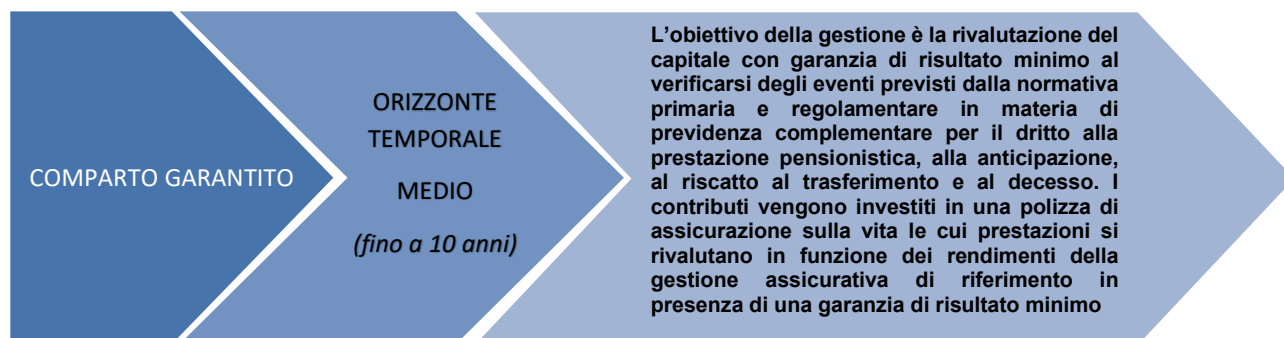 COMPARTO GARANTITO
ORIZZONTE
TEMPORALE
MEDIO
(fino a 10 anni)
L'obiettivo della gestione è la rivalutazione del
capitale con garanzia di risultato minimo al
verificarsi degli eventi previsti dalla normativa
primaria e regolamentare in materia di
previdenza complementare per il dritto alla
prestazione pensionistica, alla anticipazione,
al riscatto al trasferimento e al decesso. I
contributi vengono investiti in una polizza di
assicurazione sulla vita le cui prestazioni si
rivalutano in funzione dei rendimenti della
gestione assicurativa di riferimento in
presenza di una garanzia di risultato minimo